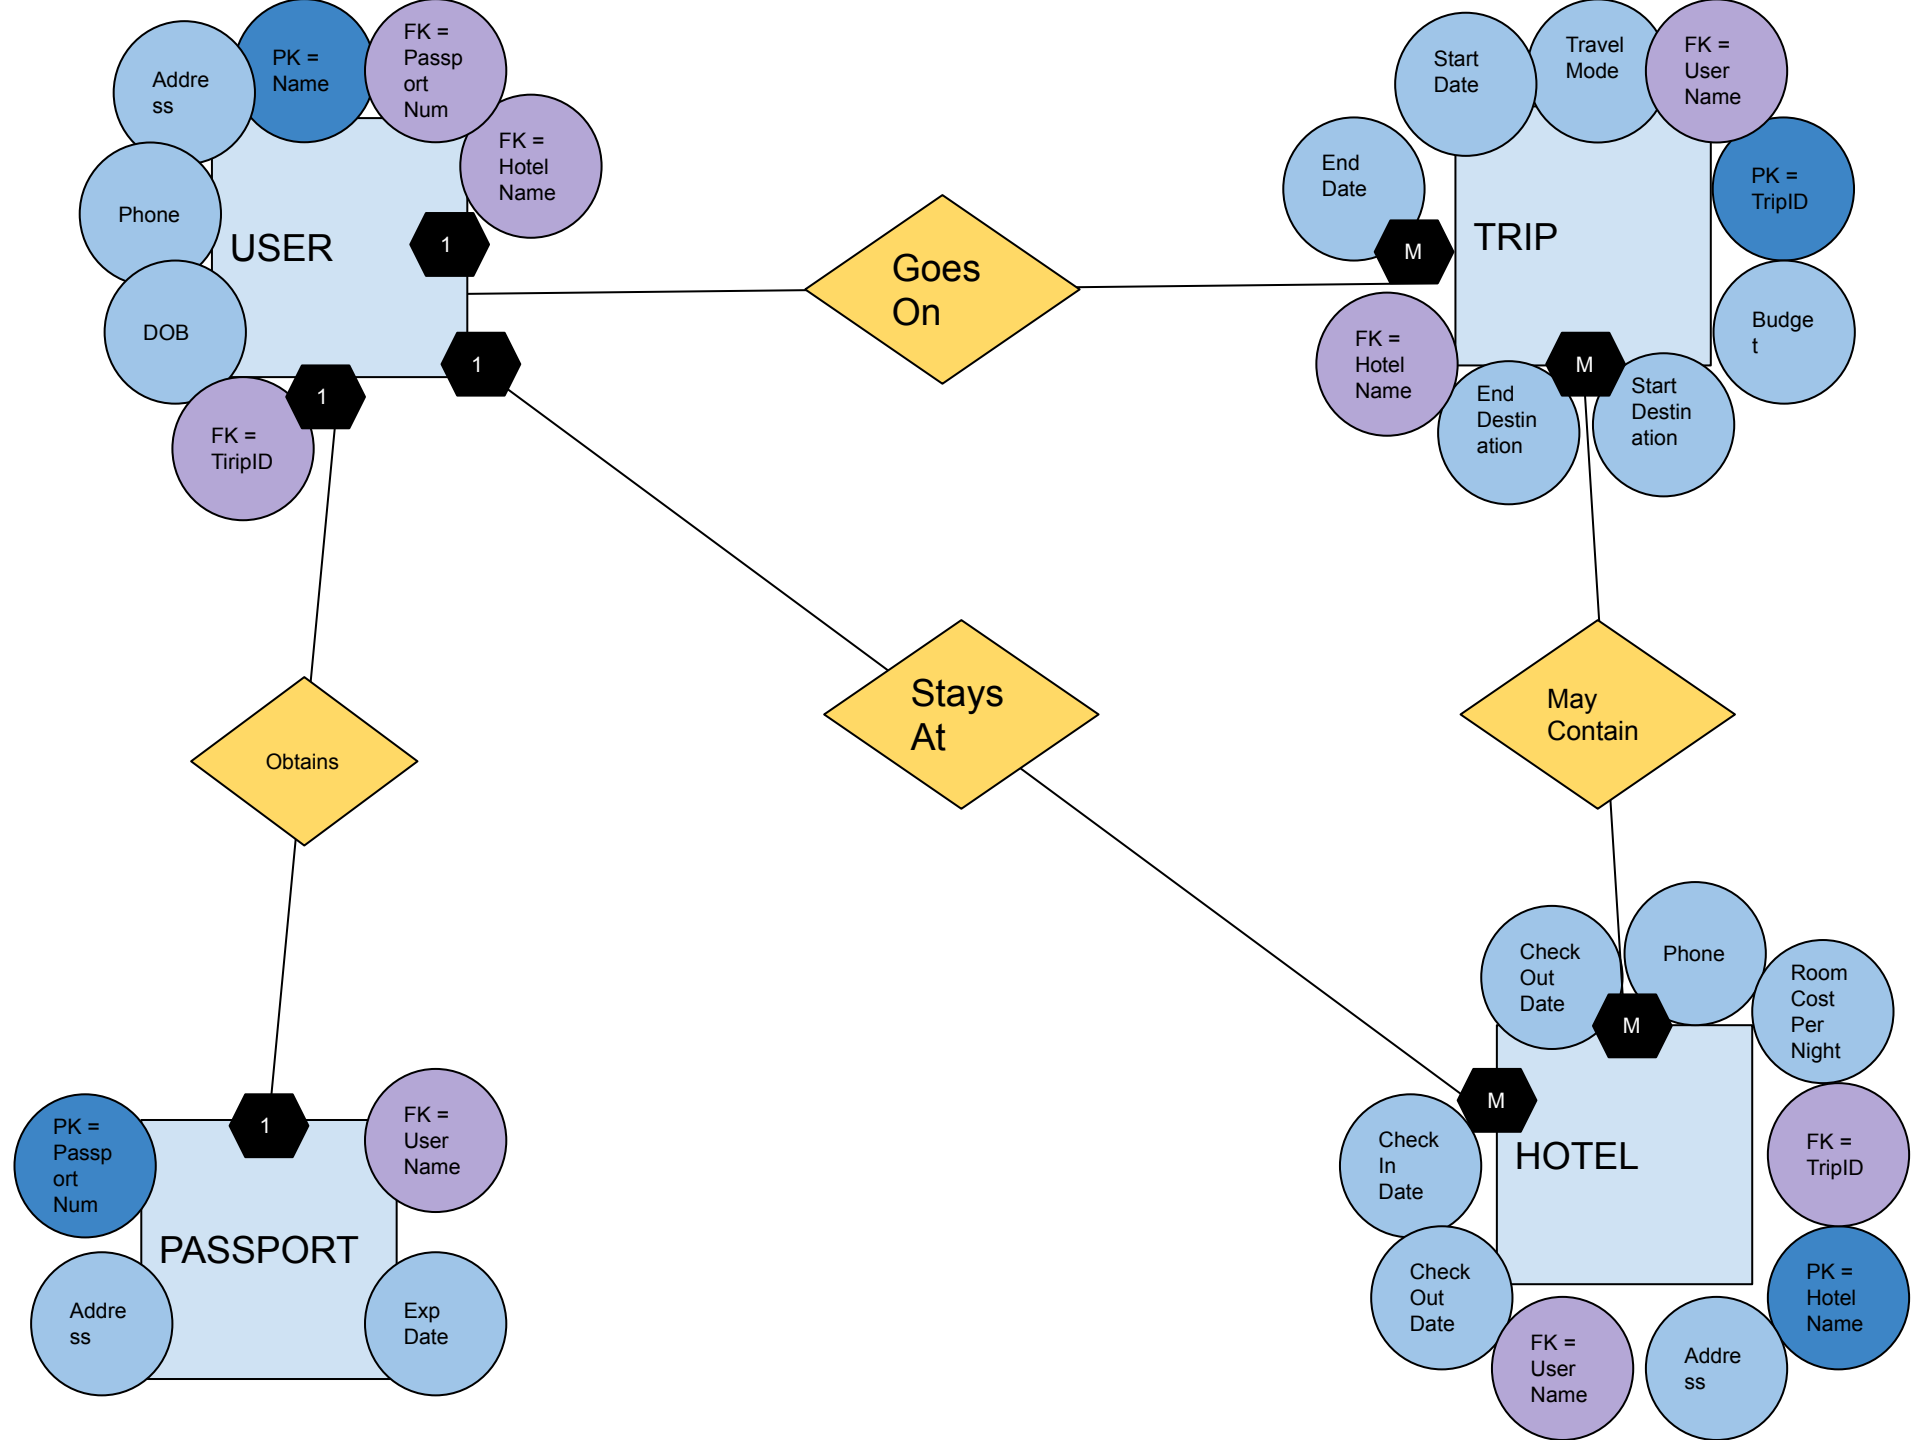 Addre
ss
PK =
Name
FK =
Passp
ort
Num
FK =
Hotel
Name
Phone
USER
1
DOB
1
1
FK =
TiripID
Goes
On
Start
Date
Travel
Mode
FK =
User
Name
End
Date
PK =
TripID
M
TRIP
Budge
t
FK =
Hotel
Name
M
End
Destin
ation
Start
Destin
ation
Obtains
Stays
At
May
Contain
PK =
Passp
ort
Num
1
FK =
User
Name
PASSPORT
Addre
ss
Exp
Date
Check
Out
Date
Phone
Room
Cost
Per
Night
M
M
Check
In
Date
HOTEL
FK =
TripID
Check
Out
Date
PK =
Hotel
Name
FK =
User
Name
Addre
ss